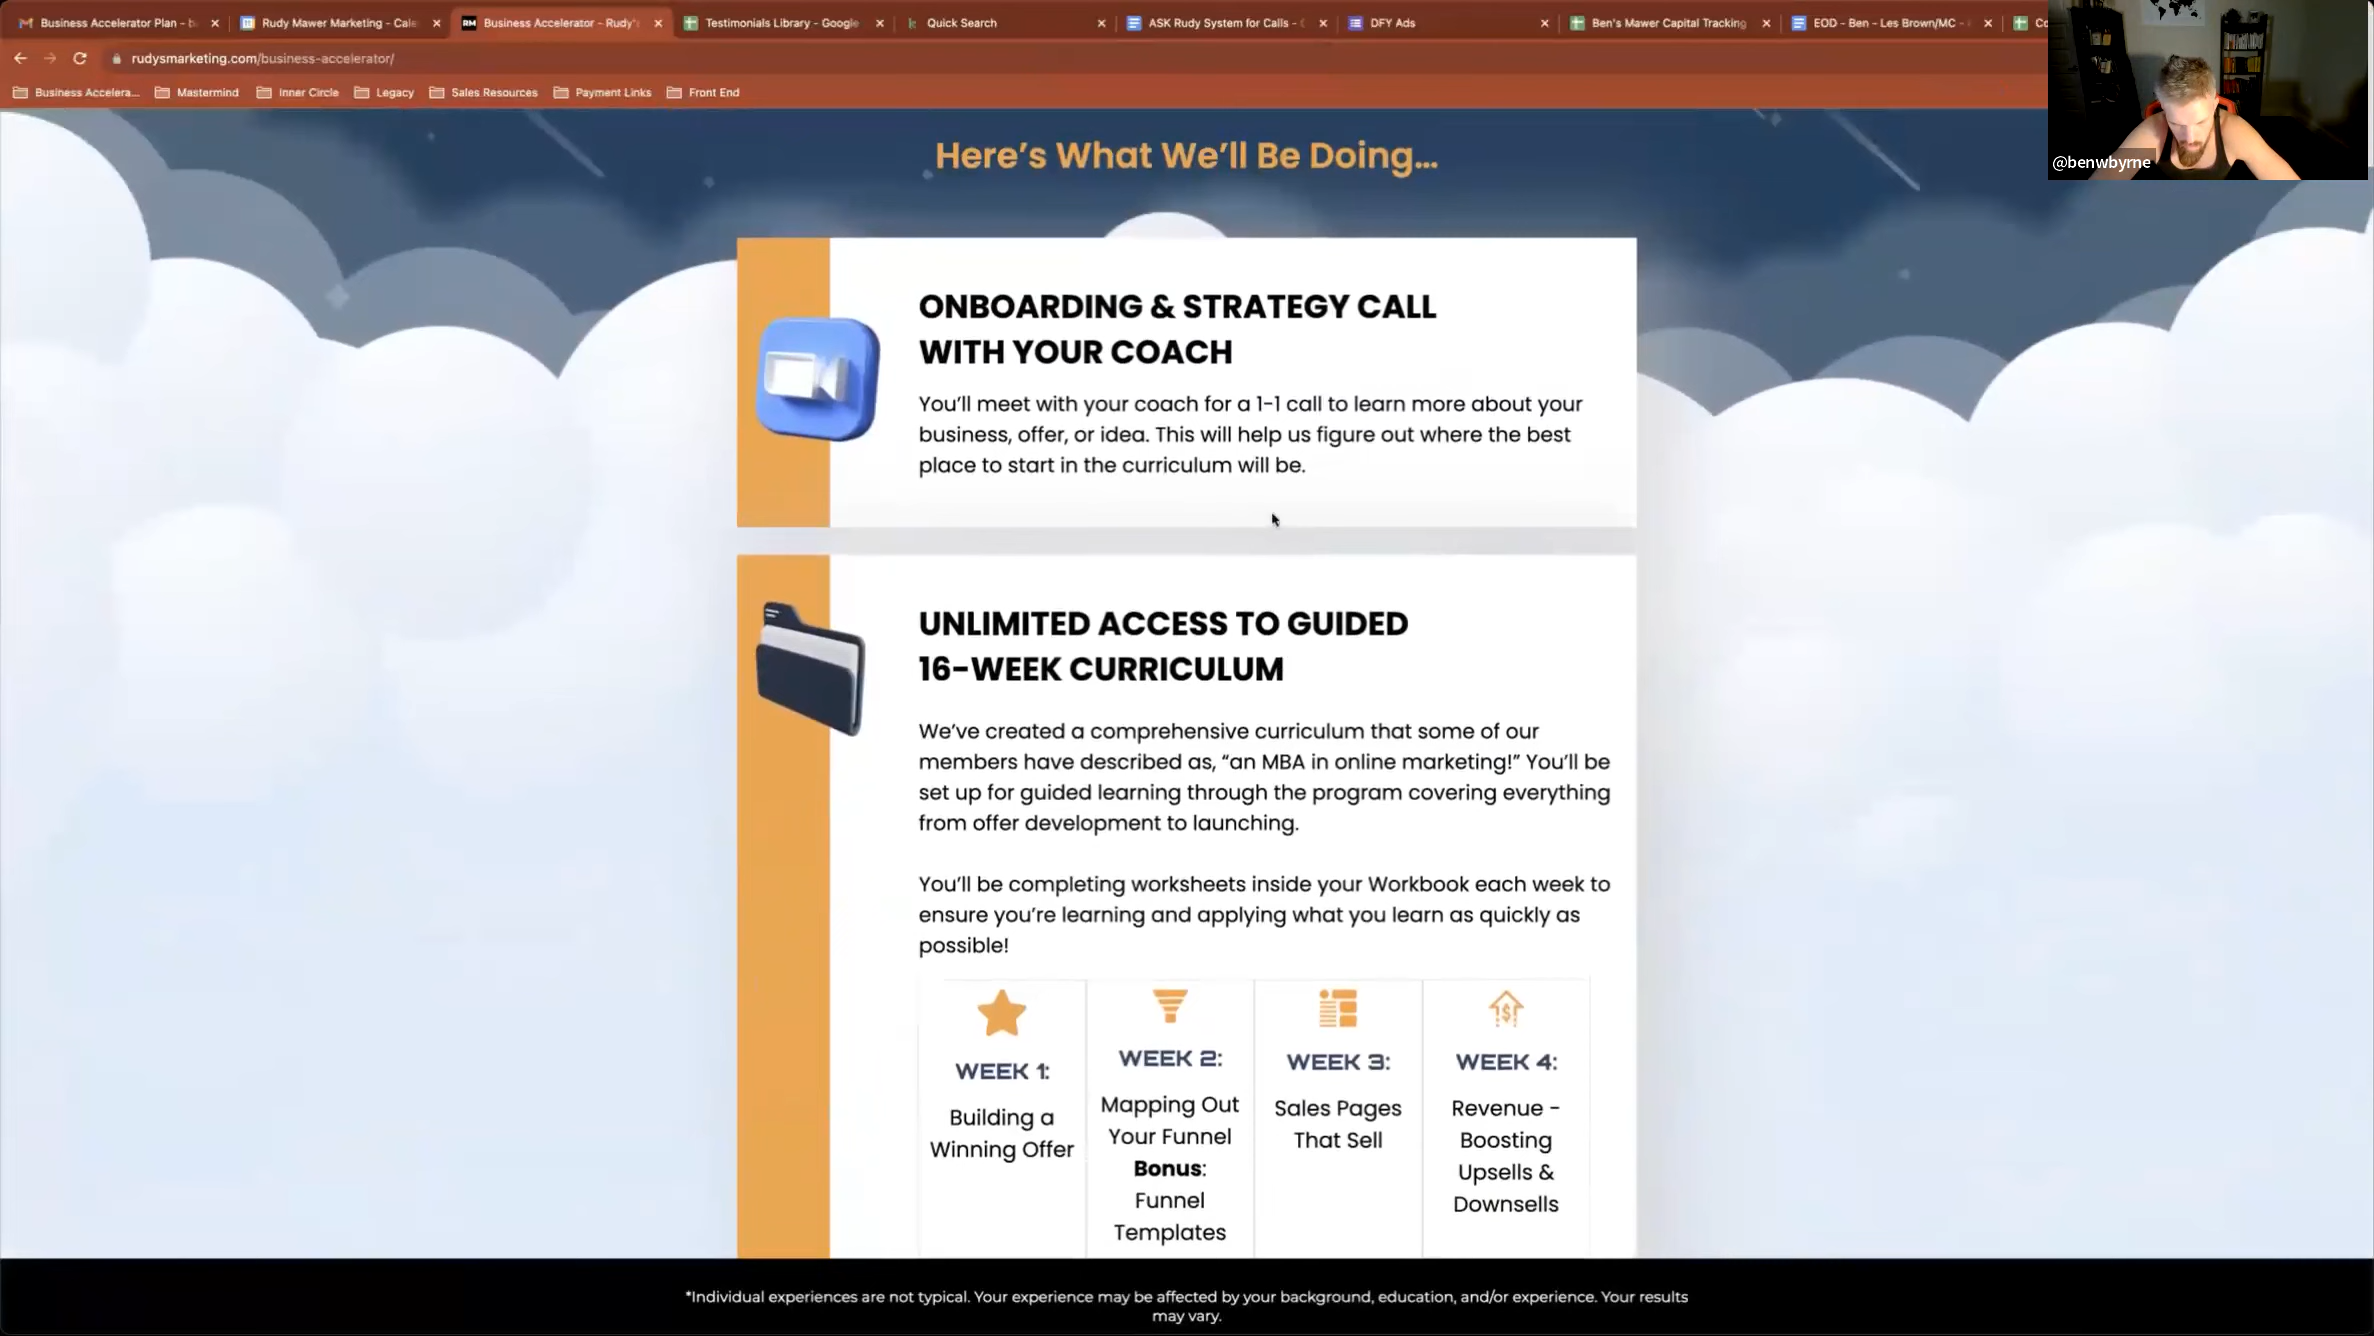 Business Accelerator Plan - b
Rudy Mawer Marketing - Cale
RM
Business Accelerator - Rudy'
Testimonials Library - Google
Quick Search
ASK Rudy System for Calls -
DFY Ads
Ben's Mawer Capital Tracking
EOD - Ben - Les Brown/MC -
Co
rudysmarketing.com/business-accelerator/
Business Accelera...
Mastermind
Inner Circle
Legacy
Sales Resources
Payment Links
Front End
@benwbyrne
Here's What We'll Be Doing...
ONBOARDING & STRATEGY CALL
WITH YOUR COACH
You'll meet with your coach for a 1-1 call to learn more about your
business, offer, or idea. This will help us figure out where the best
place to start in the curriculum will be.
UNLIMITED ACCESS TO GUIDED
16-WEEK CURRICULUM
We've created a comprehensive curriculum that some of our
members have described as, “an MBA in online marketing!” You'll be
set up for guided learning through the program covering everything
from offer development to launching.
You'll be completing worksheets inside your Workbook each week to
ensure you're learning and applying what you learn as quickly as
possible!
WEEK 1:
Building a
Winning Offer
WEEK 2:
Mapping Out
Your Funnel
Bonus:
Funnel
Templates
WEEK 3:
Sales Pages
That Sell
WEEK 4:
Revenue -
Boosting
Upsells &
Downsells
*Individual experiences are not typical. Your experience may be affected by your background, education, and/or experience. Your results
may vary.